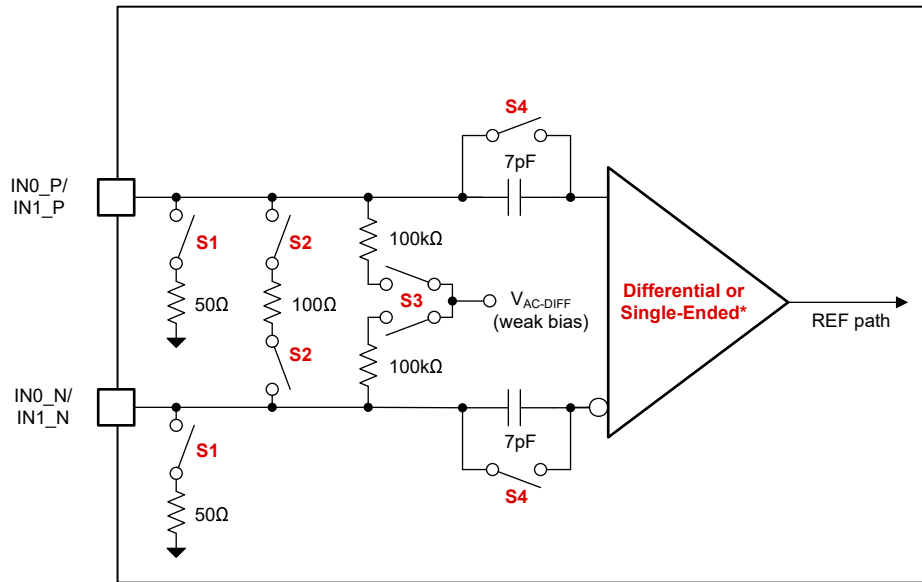 S4
7pF
IN0_P/
IN1_P
S1
S2
100kΩ
50Ω
100Ω
S3
V_AC-DIFF
(weak bias)
Differential or
Single-Ended*
REF path
S2
100kΩ
IN0_N/
IN1_N
S1
7pF
50Ω
S4